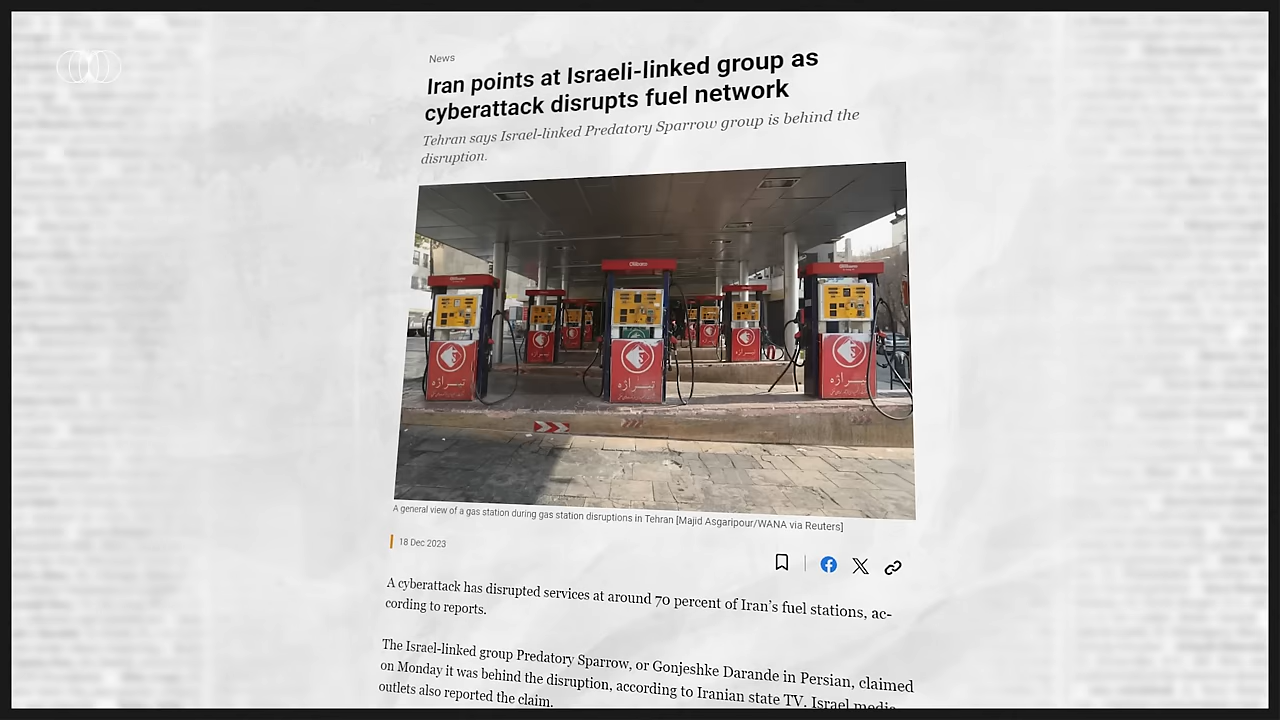 News
Iran points at Israeli-linked group as
cyberattack disrupts fuel network
Tehran says Israel-linked Predatory Sparrow group is behind the
disruption.
تیراژه
تیراژه
تیراژه
A general view of a gas station during gas station disruptions in Tehran [Majid Asgaripour/WANA via Reuters]
18 Dec 2023
A cyberattack has disrupted services at around 70 percent of Iran's fuel stations, ac-
cording to reports.
The Israel-linked group Predatory Sparrow, or Gonjeshke Darande in Persian, claimed
on Monday it was behind the disruption, according to Iranian state TV. Israel media
outlets also reported the claim.